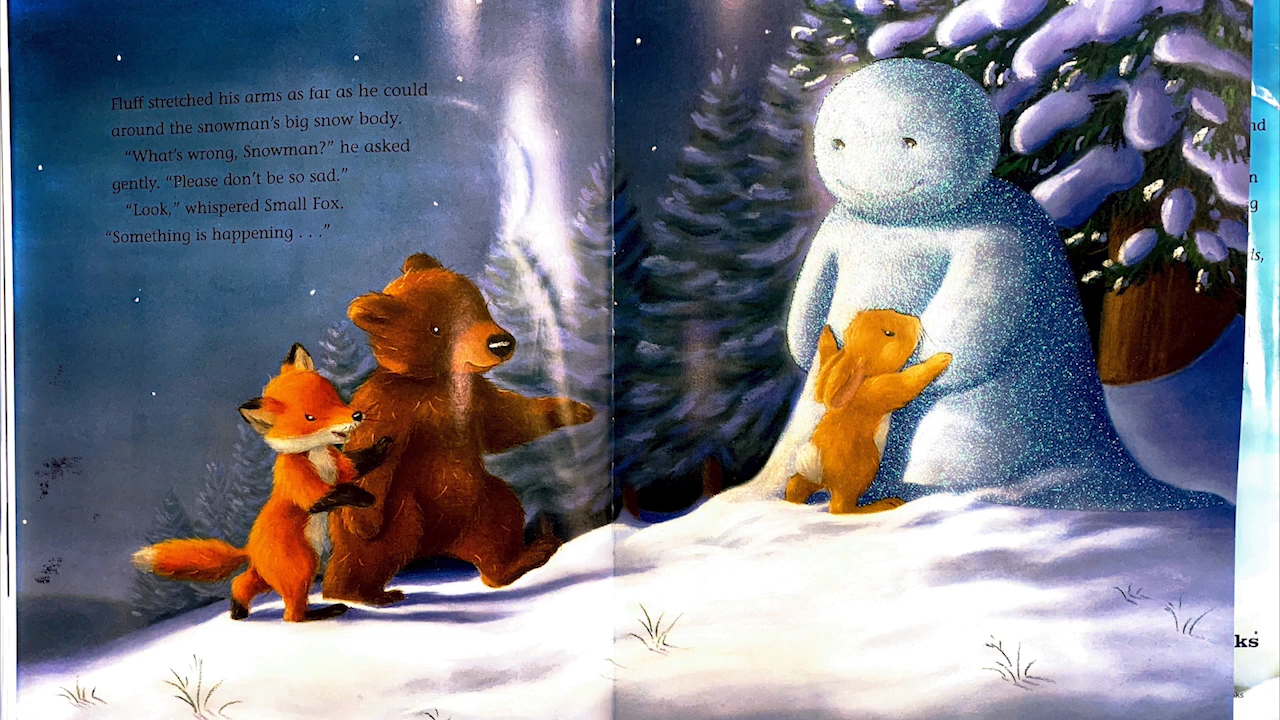 Fluff stretched his arms as far as he could
around the snowman's big snow body.
"What's wrong, Snowman?" he asked
gently. "Please don't be so sad."
"Look," whispered Small Fox.
"Something is happening . . ."